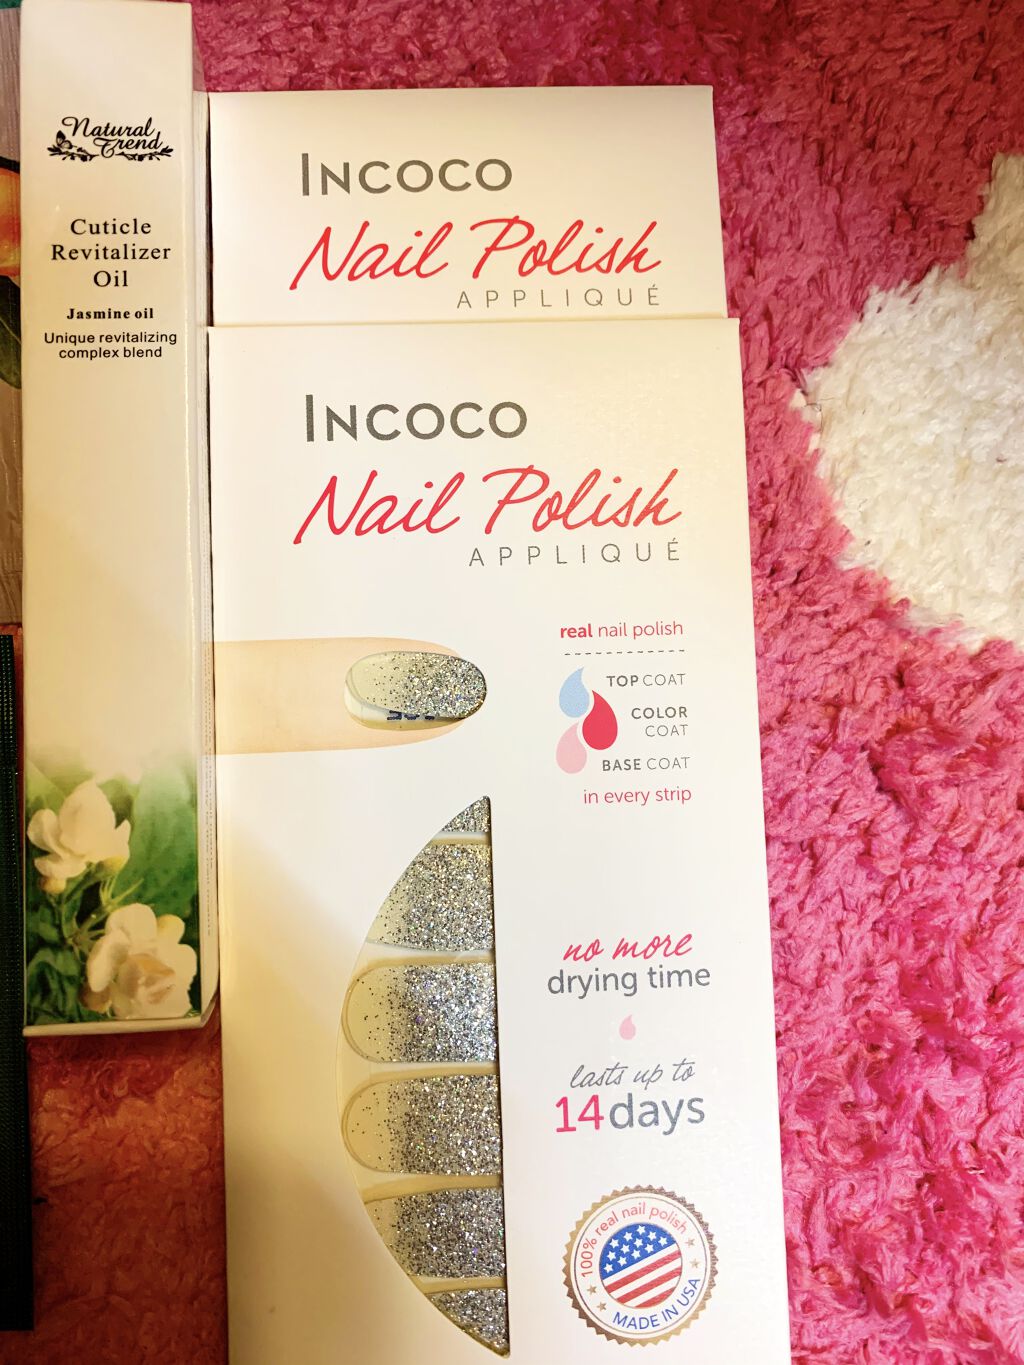 Natural
Trend
Cuticle
Revitalizer
Oil
Jasmine oil
Unique revitalizing
complex blend
INCOCO
Nail Polish
APPLIQUÉ
INCOCO
Nail Polish
APPLIQUÉ
real nail polish
TOP COAT
COLOR
COAT
BASE COAT
in every strip
no more
drying time
lasts up to
14 days
100% real nail polish
MADE IN USA